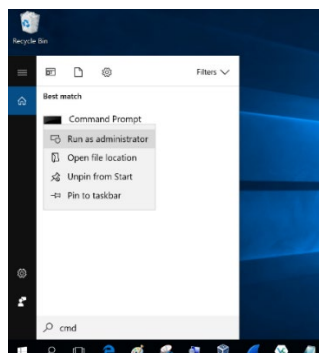 Recycle Bin
Filters
Best match
Command Prompt
Run as administrator
Open file location
Unpin from Start
Pin to taskbar
cmd